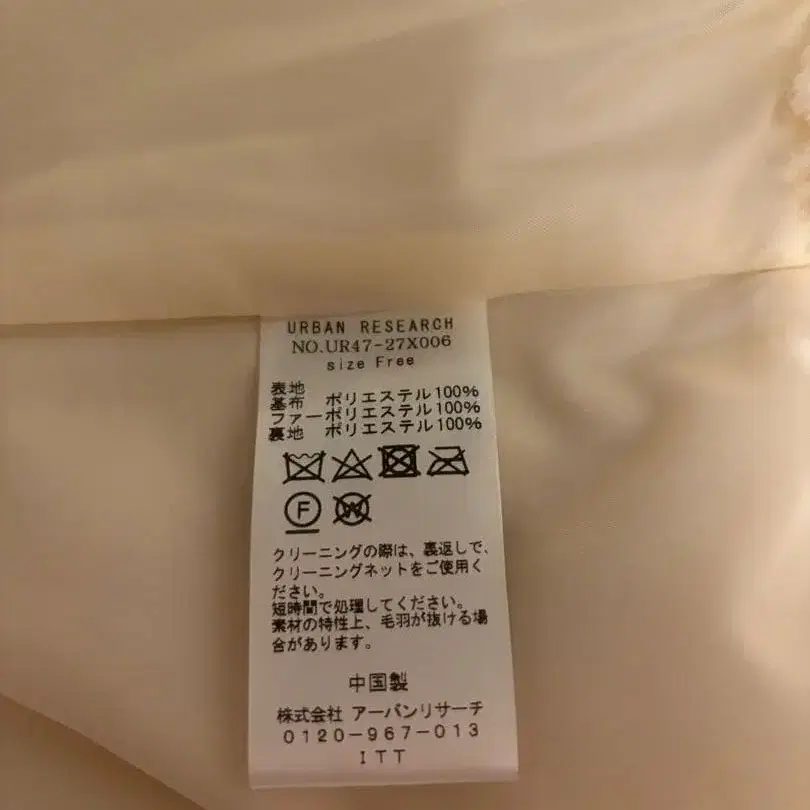 URBAN RESEARCH
NO.UR47-27X006
size Free
表地
基布 ポリエステル100%
ファーポリエステル100%
裏地 ポリエステル100%
F W
クリーニングの際は、裏返しで、
クリーニングネットをご使用く
ださい。
短時間で処理してください。
素材の特性上、毛羽が抜ける場
合があります。
中国製
株式会社 アーバンリサーチ
0120-967-013
ITT